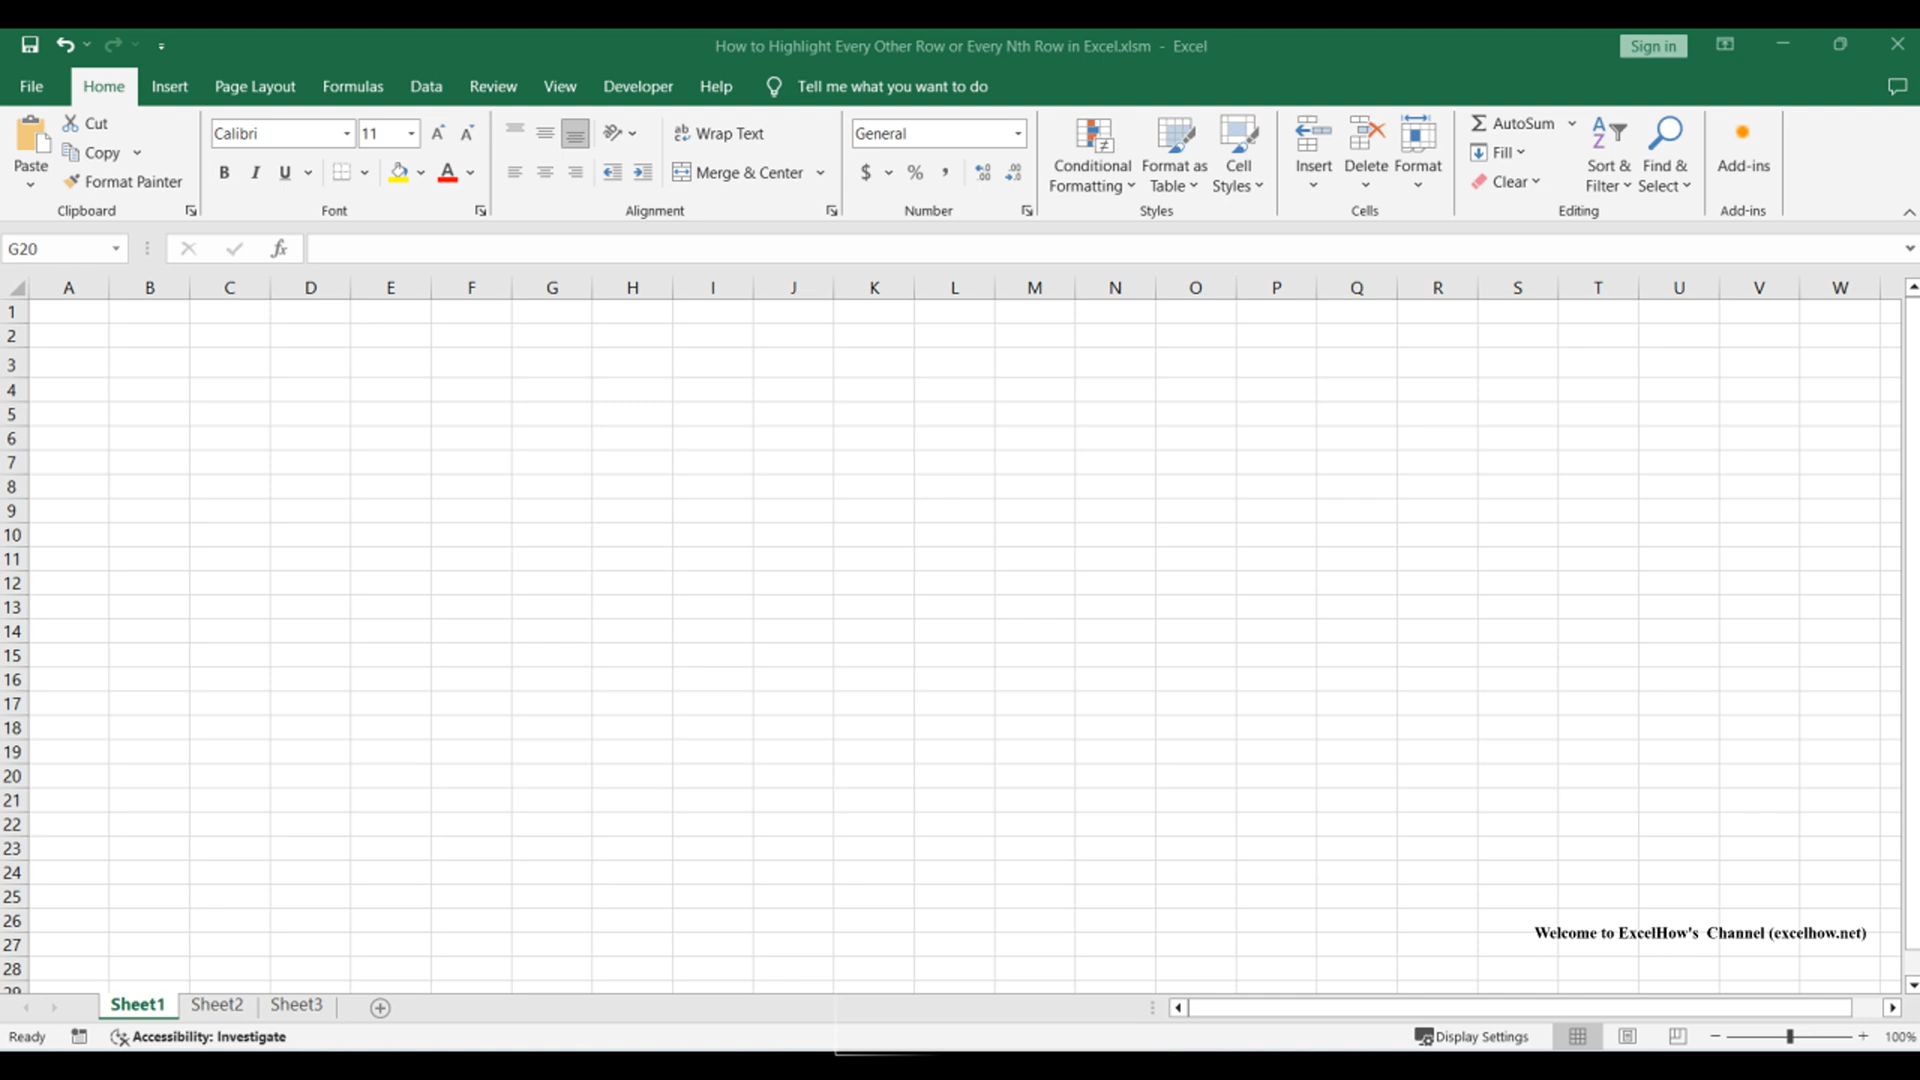 How to Highlight Every Other Row or Every Nth Row in Excel.xlsm - Excel
Sign in
File Home Insert Page Layout Formulas Data Review View Developer Help Tell me what you want to do
Paste
Cut
Copy
Format Painter
Clipboard
Calibri 11
B I U A
Font
Wrap Text
Merge & Center
Alignment
General
$ % ,
Number
Conditional Formatting
Format as Table
Cell Styles
Styles
Insert Delete Format
Cells
AutoSum
Fill
Clear
Sort & Filter
Find & Select
Editing
Add-ins
Add-ins
G20 fx
A B C D E F G H I J K L M N O P Q R S T U V W
1
2
3
4
5
6
7
8
9
10
11
12
13
14
15
16
17
18
19
20
21
22
23
24
25
26
Welcome to ExcelHow's Channel (excelhow.net)
27
28
29
Sheet1 Sheet2 Sheet3
Ready Accessibility: Investigate Display Settings 100%